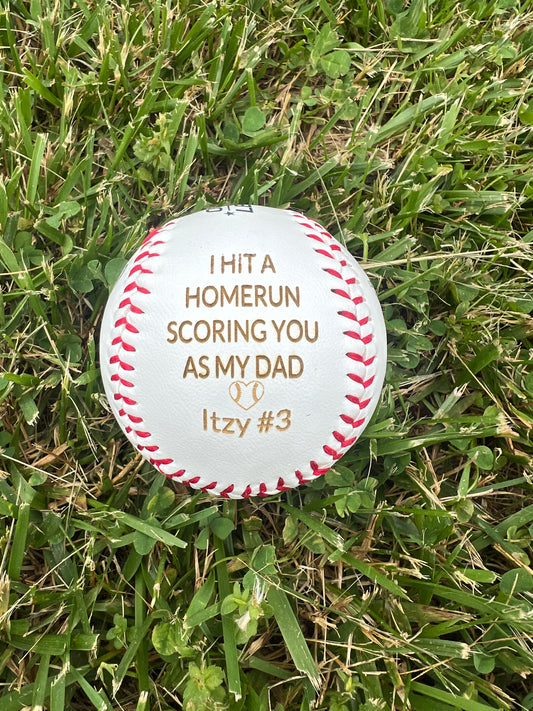 I HIT A
HOMERUN
SCORING YOU
AS MY DAD
Itzy #3